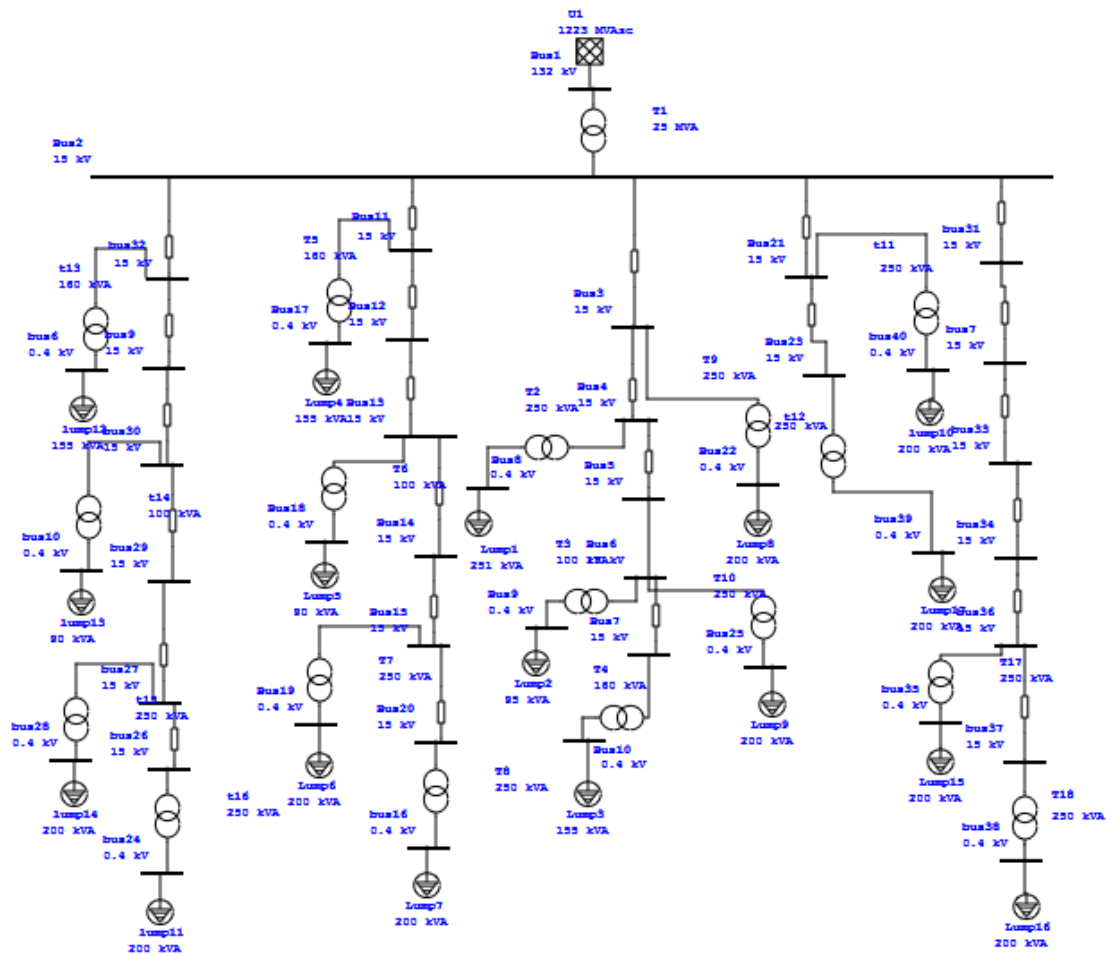 U1
1223 MVAsc
Bus1
132 kV
T1
25 MVA
Bus2
15 kV
bus32
15 kV
t13
160 kVA
bus6
0.4 kV
bus9
15 kV
lump12
155 kVA
bus30
15 kV
t14
100 kVA
bus10
0.4 kV
bus29
15 kV
lump13
90 kVA
bus27
15 kV
t15
250 kVA
bus28
0.4 kV
bus26
15 kV
lump14
200 kVA
t16
250 kVA
bus24
0.4 kV
lump11
200 kVA
Bus11
15 kV
T5
160 kVA
Bus17
0.4 kV
Bus12
15 kV
Lump4
155 kVA
Bus13
15 kV
T6
100 kVA
Bus18
0.4 kV
Bus14
15 kV
Lump5
90 kVA
Bus15
15 kV
T7
250 kVA
Bus19
0.4 kV
Bus20
15 kV
Lump6
200 kVA
T8
250 kVA
bus16
0.4 kV
Lump7
200 kVA
Bus3
15 kV
T2
250 kVA
Bus4
15 kV
T9
250 kVA
Bus8
0.4 kV
Bus5
15 kV
Bus22
0.4 kV
Lump1
251 kVA
Lump8
200 kVA
T3
100 kVA
Bus6
Bus9
0.4 kV
T10
250 kVA
Bus7
15 kV
Bus25
0.4 kV
Lump2
95 kVA
T4
160 kVA
Lump9
200 kVA
Bus10
0.4 kV
Lump3
155 kVA
Bus21
15 kV
t11
250 kVA
Bus23
15 kV
bus40
0.4 kV
t12
250 kVA
lump10
200 kVA
bus39
0.4 kV
Lump17
200 kVA
bus31
15 kV
bus7
15 kV
bus33
15 kV
bus34
15 kV
bus36
15 kV
T17
250 kVA
bus35
0.4 kV
bus37
15 kV
Lump15
200 kVA
T18
250 kVA
bus38
0.4 kV
Lump16
200 kVA